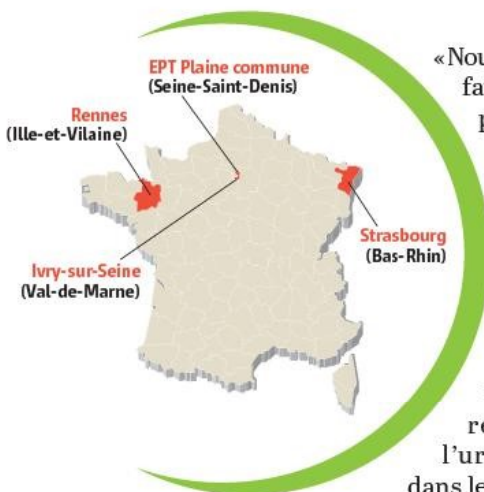 EPT Plaine commune
(Seine-Saint-Denis)
Rennes
(Ille-et-Vilaine)
Strasbourg
(Bas-Rhin)
Ivry-sur-Seine
(Val-de-Marne)
«Nou
fa
p
re
l'ur
dans le